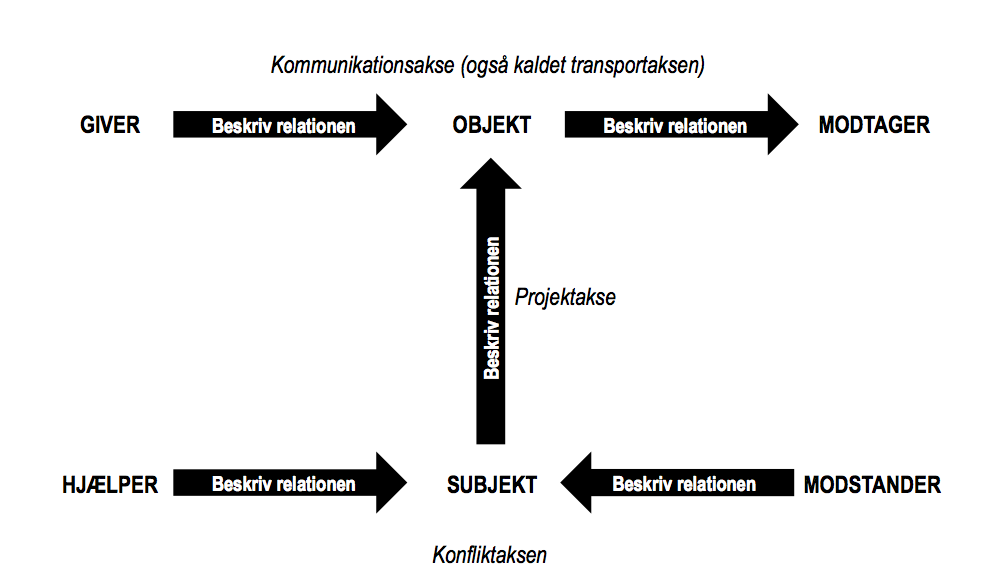 Kommunikationsakse (også kaldet transportaksen)
GIVER
Beskriv relationen
OBJEKT
Beskriv relationen
MODTAGER
Beskriv relationen
Projektakse
HJÆLPER
Beskriv relationen
SUBJEKT
Beskriv relationen
MODSTANDER
Konfliktaksen